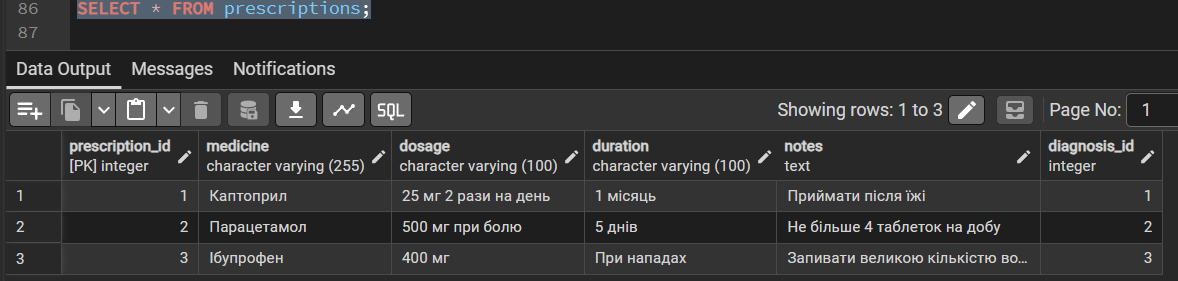 86 SELECT * FROM prescriptions;
87
Data Output Messages Notifications
SQL Showing rows: 1 to 3 Page No: 1
prescription_id medicine dosage duration notes diagnosis_id
[PK] integer character varying (255) character varying (100) character varying (100) text integer
1 1 Каптоприл 25 мг 2 рази на день 1 місяць Приймати після їжі 1
2 2 Парацетамол 500 мг при болю 5 днів Не більше 4 таблеток на добу 2
3 3 Ібупрофен 400 мг При нападах Запивати великою кількістю во... 3